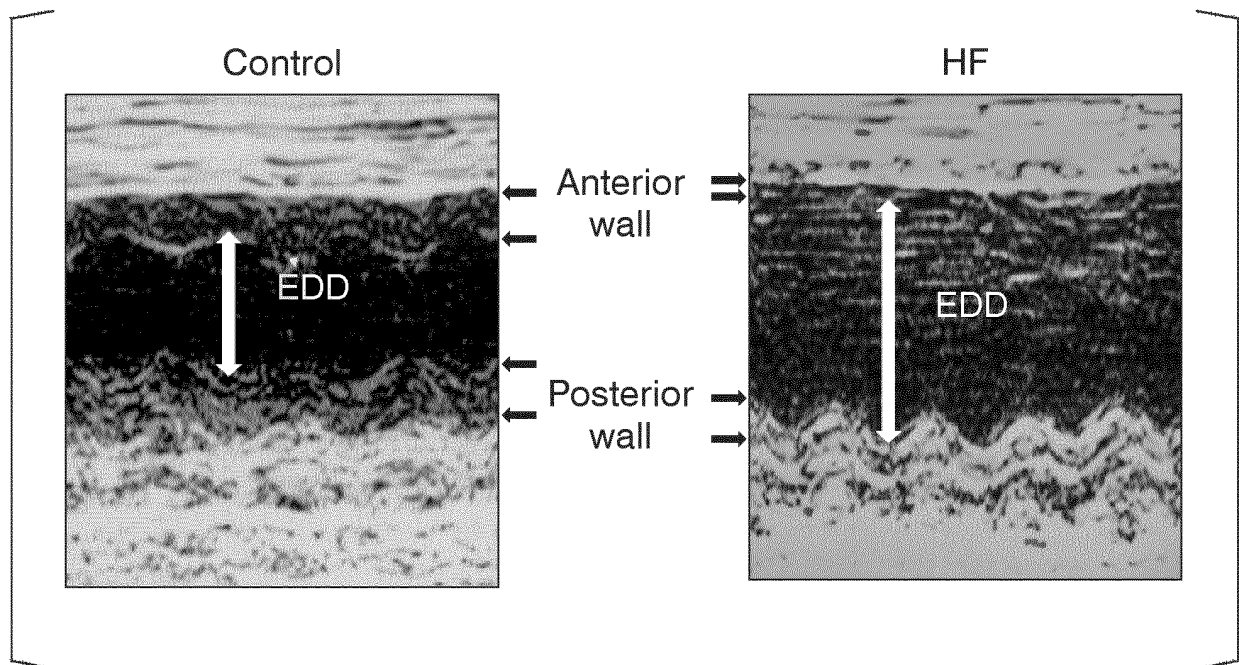 Control
HF
Anterior
wall
EDD
EDD
Posterior
wall